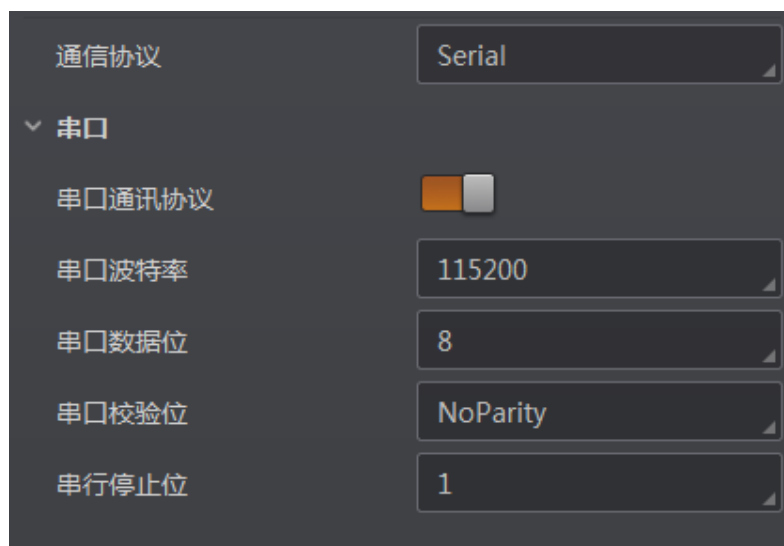 通信协议 Serial
串口
串口通讯协议
串口波特率 115200
串口数据位 8
串口校验位 NoParity
串行停止位 1